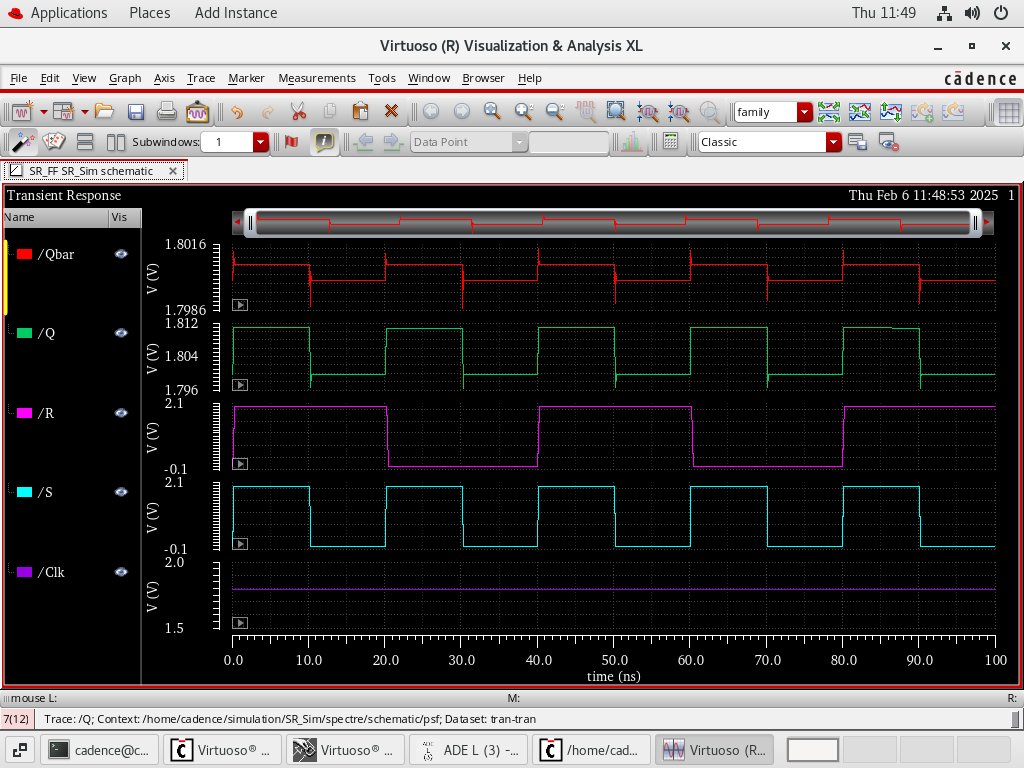 Applications Places Add Instance Thu 11:49
Virtuoso (R) Visualization & Analysis XL
File Edit View Graph Axis Trace Marker Measurements Tools Window Browser Help cādence
family
Subwindows: 1 Data Point Classic
SR_FF SR_Sim schematic
Transient Response Thu Feb 6 11:48:53 2025 1
Name Vis
/Qbar
V (V)
1.8016
1.7986
/Q
V (V)
1.812
1.804
1.796
/R
V (V)
2.1
-0.1
/S
V (V)
2.1
-0.1
/Clk
V (V)
2.0
1.5
0.0 10.0 20.0 30.0 40.0 50.0 60.0 70.0 80.0 90.0 100
time (ns)
mouse L: M: R:
7(12) Trace: /Q; Context: /home/cadence/simulation/SR_Sim/spectre/schematic/psf; Dataset: tran-tran
cadence@c... Virtuoso® ... Virtuoso® ... ADE L (3) -... /home/cad... Virtuoso (R...